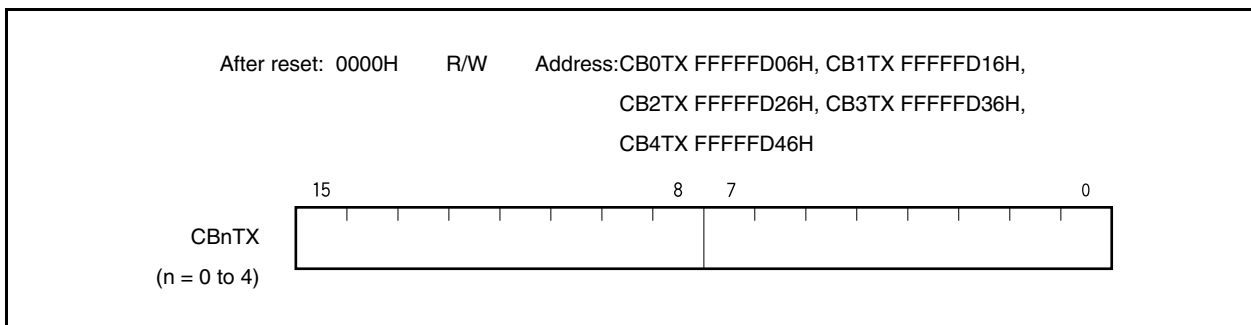 After reset: 0000H R/W Address:CB0TX FFFFFD06H, CB1TX FFFFFD16H,
CB2TX FFFFFD26H, CB3TX FFFFFD36H,
CB4TX FFFFFD46H
15 8 7 0
CBnTX
(n = 0 to 4)